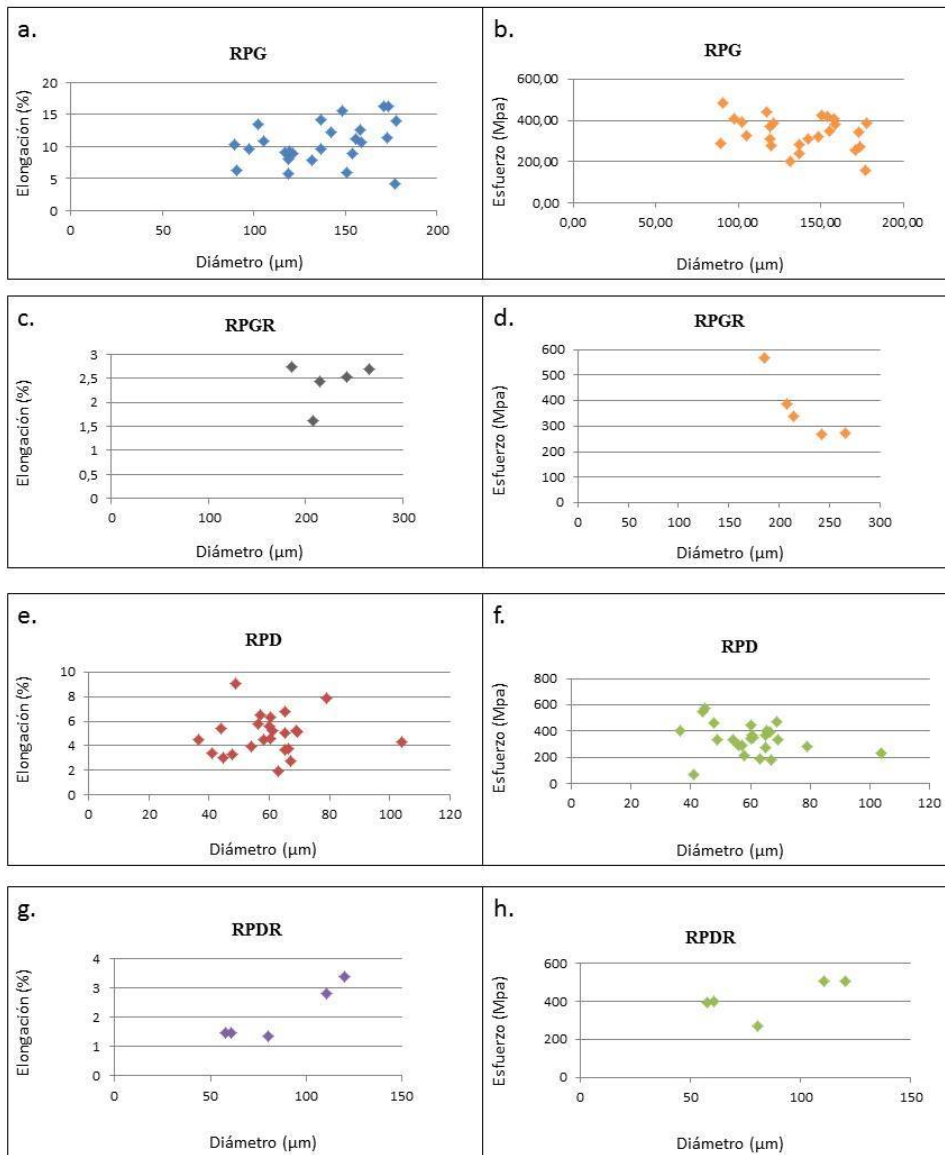 a.
RPG
Elongación (%)
20
15
10
5
0
0 50 100 150 200
Diámetro (µm)
b.
RPG
Esfuerzo (Mpa)
600,00
400,00
200,00
0,00
0,00 50,00 100,00 150,00 200,00
Diámetro (µm)
c.
RPGR
Elongación (%)
3
2,5
2
1,5
1
0,5
0
0 100 200 300
Diámetro (µm)
d.
RPGR
Esfuerzo (Mpa)
600
500
400
300
200
100
0
0 50 100 150 200 250 300
Diámetro (µm)
e.
RPD
Elongación (%)
10
8
6
4
2
0
0 20 40 60 80 100 120
Diámetro (µm)
f.
RPD
Esfuerzo (Mpa)
800
600
400
200
0
0 20 40 60 80 100 120
Diámetro (µm)
g.
RPDR
Elongación (%)
4
3
2
1
0
0 50 100 150
Diámetro (µm)
h.
RPDR
Esfuerzo (Mpa)
600
400
200
0
0 50 100 150
Diámetro (µm)